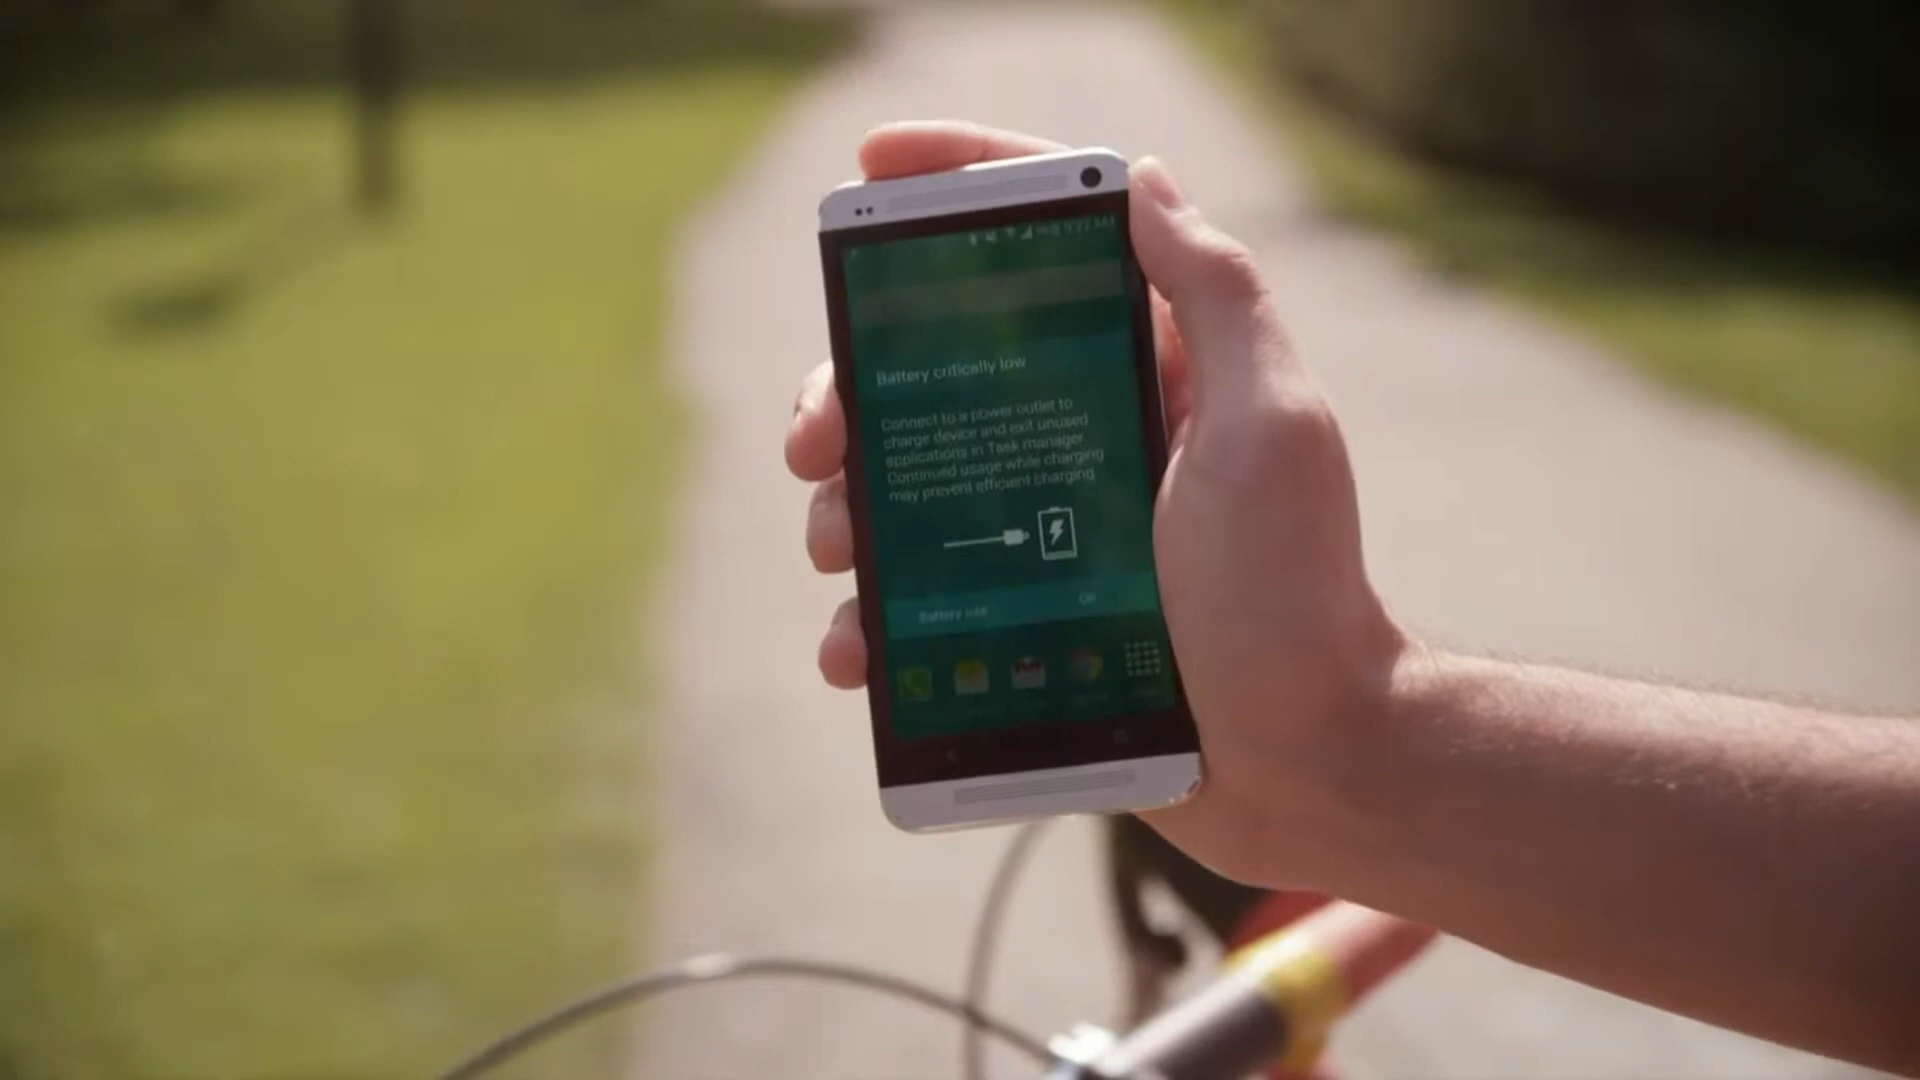 Battery critically low
Connect to a power outlet to
charge device and exit unused
applications in Task manager
Continued usage while charging
may prevent efficient charging
Battery use
OK